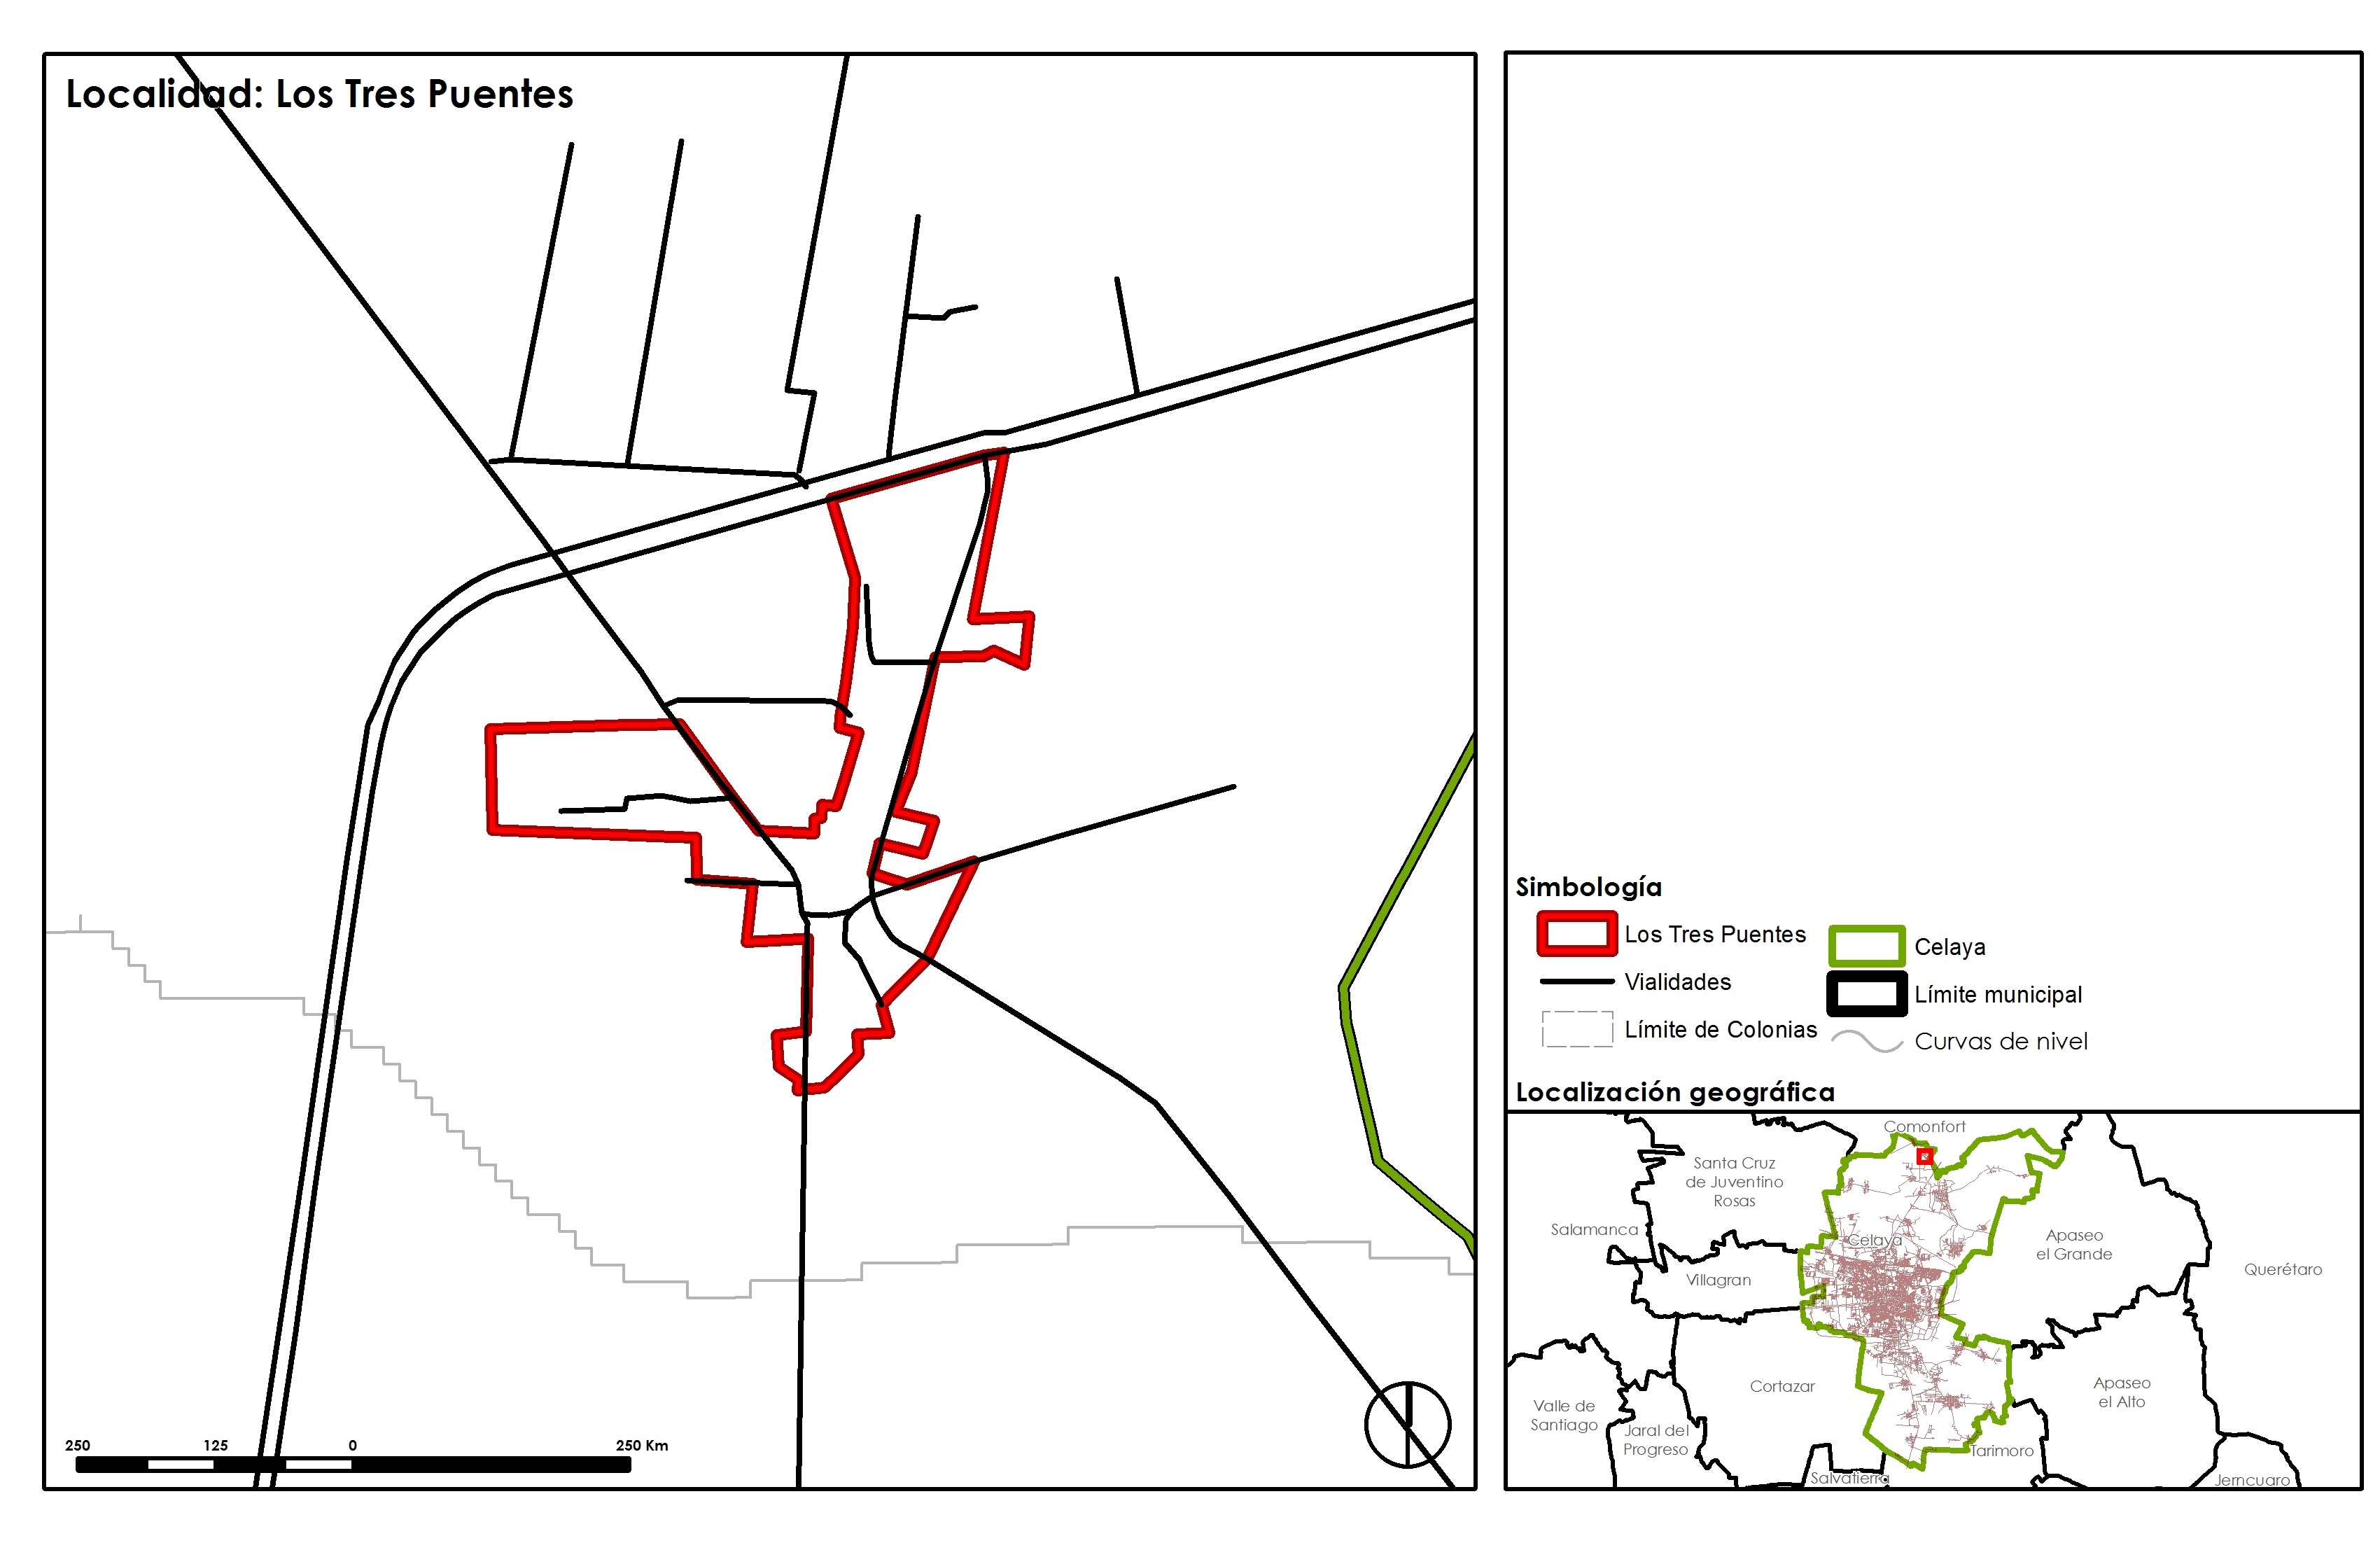 Localidad: Los Tres Puentes
250 125 0 250 Km
Simbología
Los Tres Puentes
Vialidades
Límite de Colonias
Celaya
Límite municipal
Curvas de nivel
Localización geográfica
Comonfort
Santa Cruz
de Juventino
Rosas
Salamanca
Celaya
Apaseo
el Grande
Villagran
Querétaro
Cortazar
Apaseo
el Alto
Valle de
Santiago
Jaral del
Progreso
Tarimoro
Salvatierra
Jerncuaro